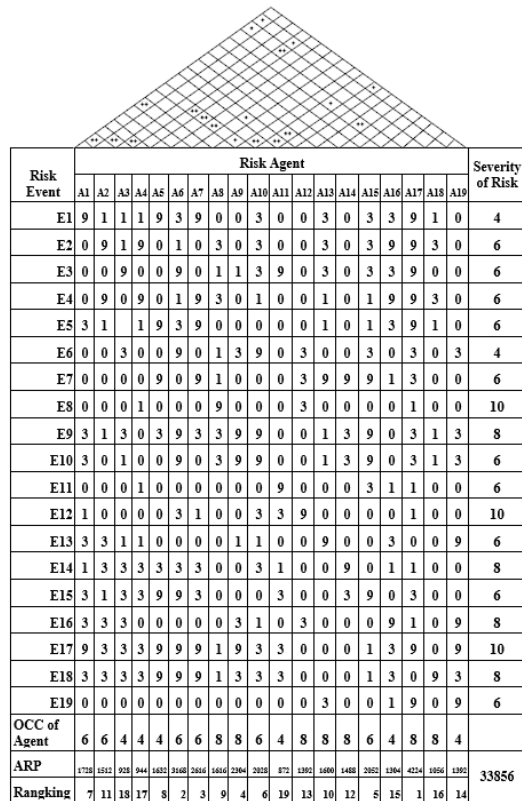 Risk Agent
Risk Event A1 A2 A3 A4 A5 A6 A7 A8 A9 A10 A11 A12 A13 A14 A15 A16 A17 A18 A19 Severity of Risk
E1 9 1 1 1 9 3 9 0 0 3 0 0 3 0 3 3 9 1 0 4
E2 0 9 1 9 0 1 0 3 0 3 0 0 3 0 3 9 9 3 0 6
E3 0 0 9 0 0 9 0 1 1 3 9 0 3 0 3 3 9 0 0 6
E4 0 9 0 9 0 1 9 3 0 1 0 0 1 0 1 9 9 3 0 6
E5 3 1 1 9 3 9 0 0 0 0 0 1 0 1 3 9 1 0 6
E6 0 0 3 0 0 9 0 1 3 9 0 3 0 0 3 0 3 0 3 4
E7 0 0 0 0 9 0 9 1 0 0 0 3 9 9 9 1 3 0 0 6
E8 0 0 0 1 0 0 0 9 0 0 0 3 0 0 0 0 1 0 0 10
E9 3 1 3 0 3 9 3 3 9 9 0 0 1 3 9 0 3 1 3 8
E10 3 0 1 0 0 9 0 3 9 9 0 0 1 3 9 0 3 1 3 6
E11 0 0 0 1 0 0 0 0 0 0 9 0 0 0 3 1 1 0 0 6
E12 1 0 0 0 0 3 1 0 0 3 3 9 0 0 0 0 1 0 0 10
E13 3 3 1 1 0 0 0 0 1 1 0 0 9 0 0 3 0 0 9 6
E14 1 3 3 3 3 3 3 0 0 3 1 0 0 9 0 1 1 0 0 8
E15 3 1 3 3 9 9 3 0 0 0 3 0 0 3 9 0 3 0 0 6
E16 3 3 3 0 0 0 0 0 3 1 0 3 0 0 0 9 1 0 9 8
E17 9 3 3 3 9 9 9 1 9 3 3 0 0 0 1 3 9 0 9 10
E18 3 3 3 3 9 9 9 1 3 3 3 0 0 0 1 3 0 9 3 8
E19 0 0 0 0 0 0 0 0 0 0 0 0 3 0 0 1 9 0 9 6
OCC of Agent 6 6 4 4 4 6 6 8 8 6 4 8 8 8 6 4 8 8 4
ARP 1728 1512 928 944 1632 3168 2616 1616 2304 2028 872 1392 1600 1488 2052 1304 4224 1056 1392 33856
Rangking 7 11 18 17 8 2 3 9 4 6 19 13 10 12 5 15 1 16 14